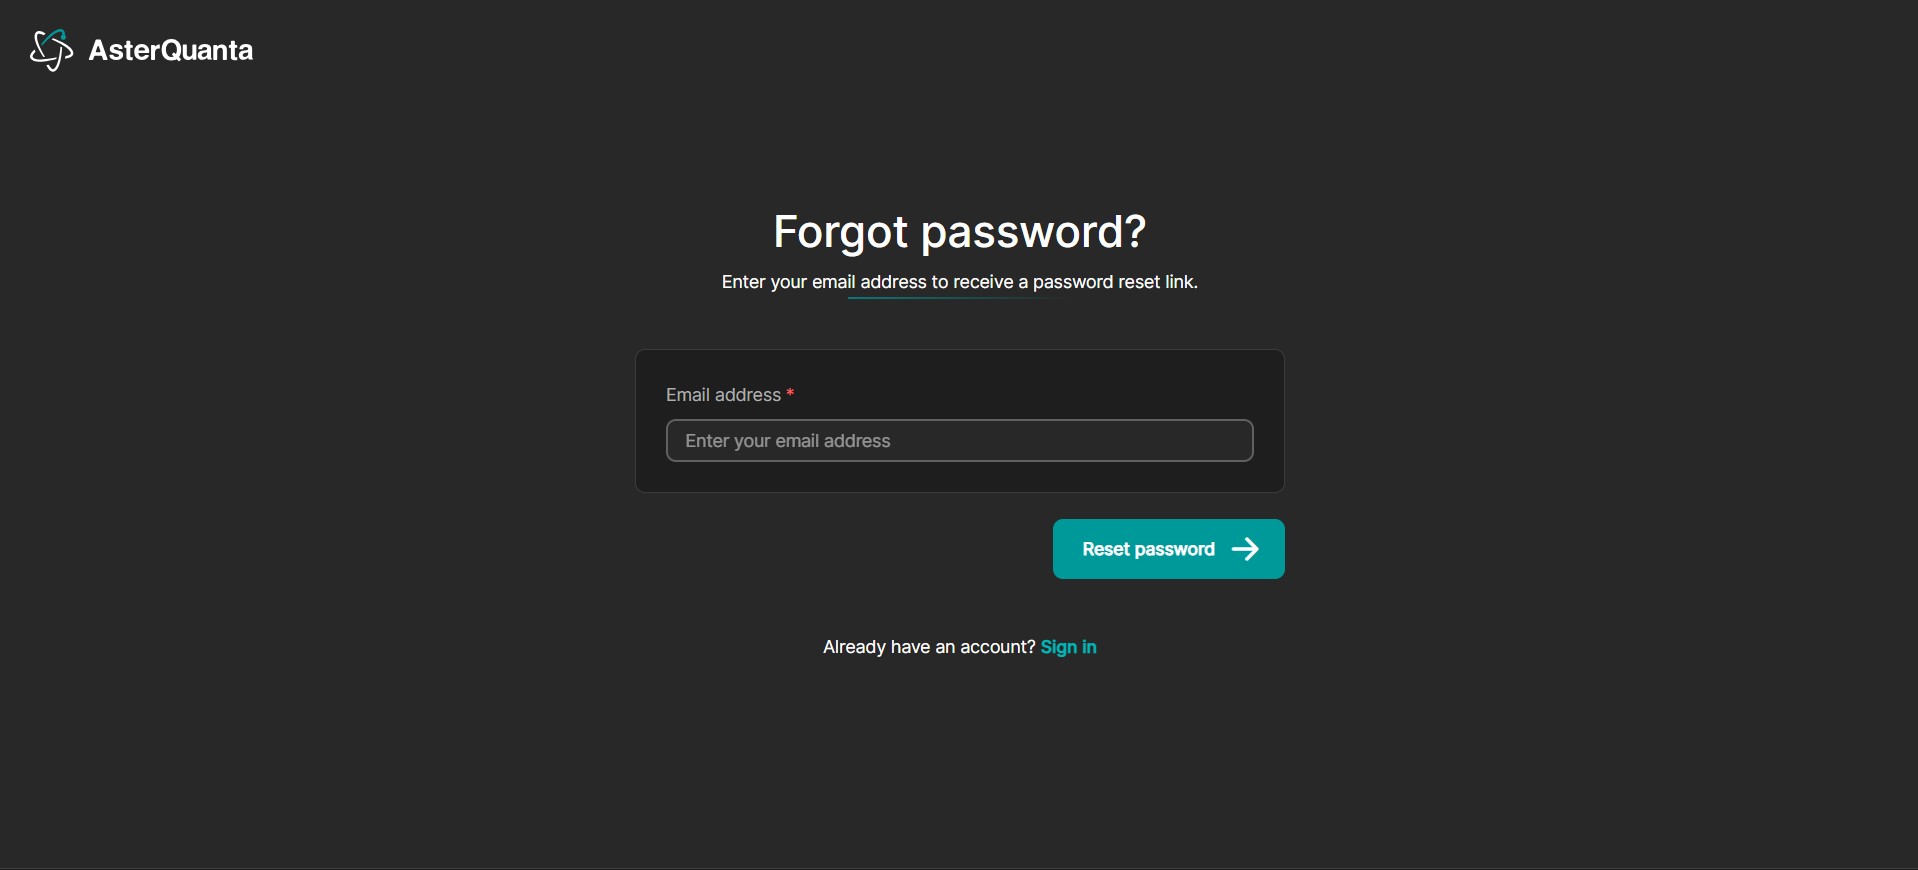 AsterQuanta
Forgot password?
Enter your email address to receive a password reset link.
Email address *
Enter your email address
Reset password
Already have an account? Sign in